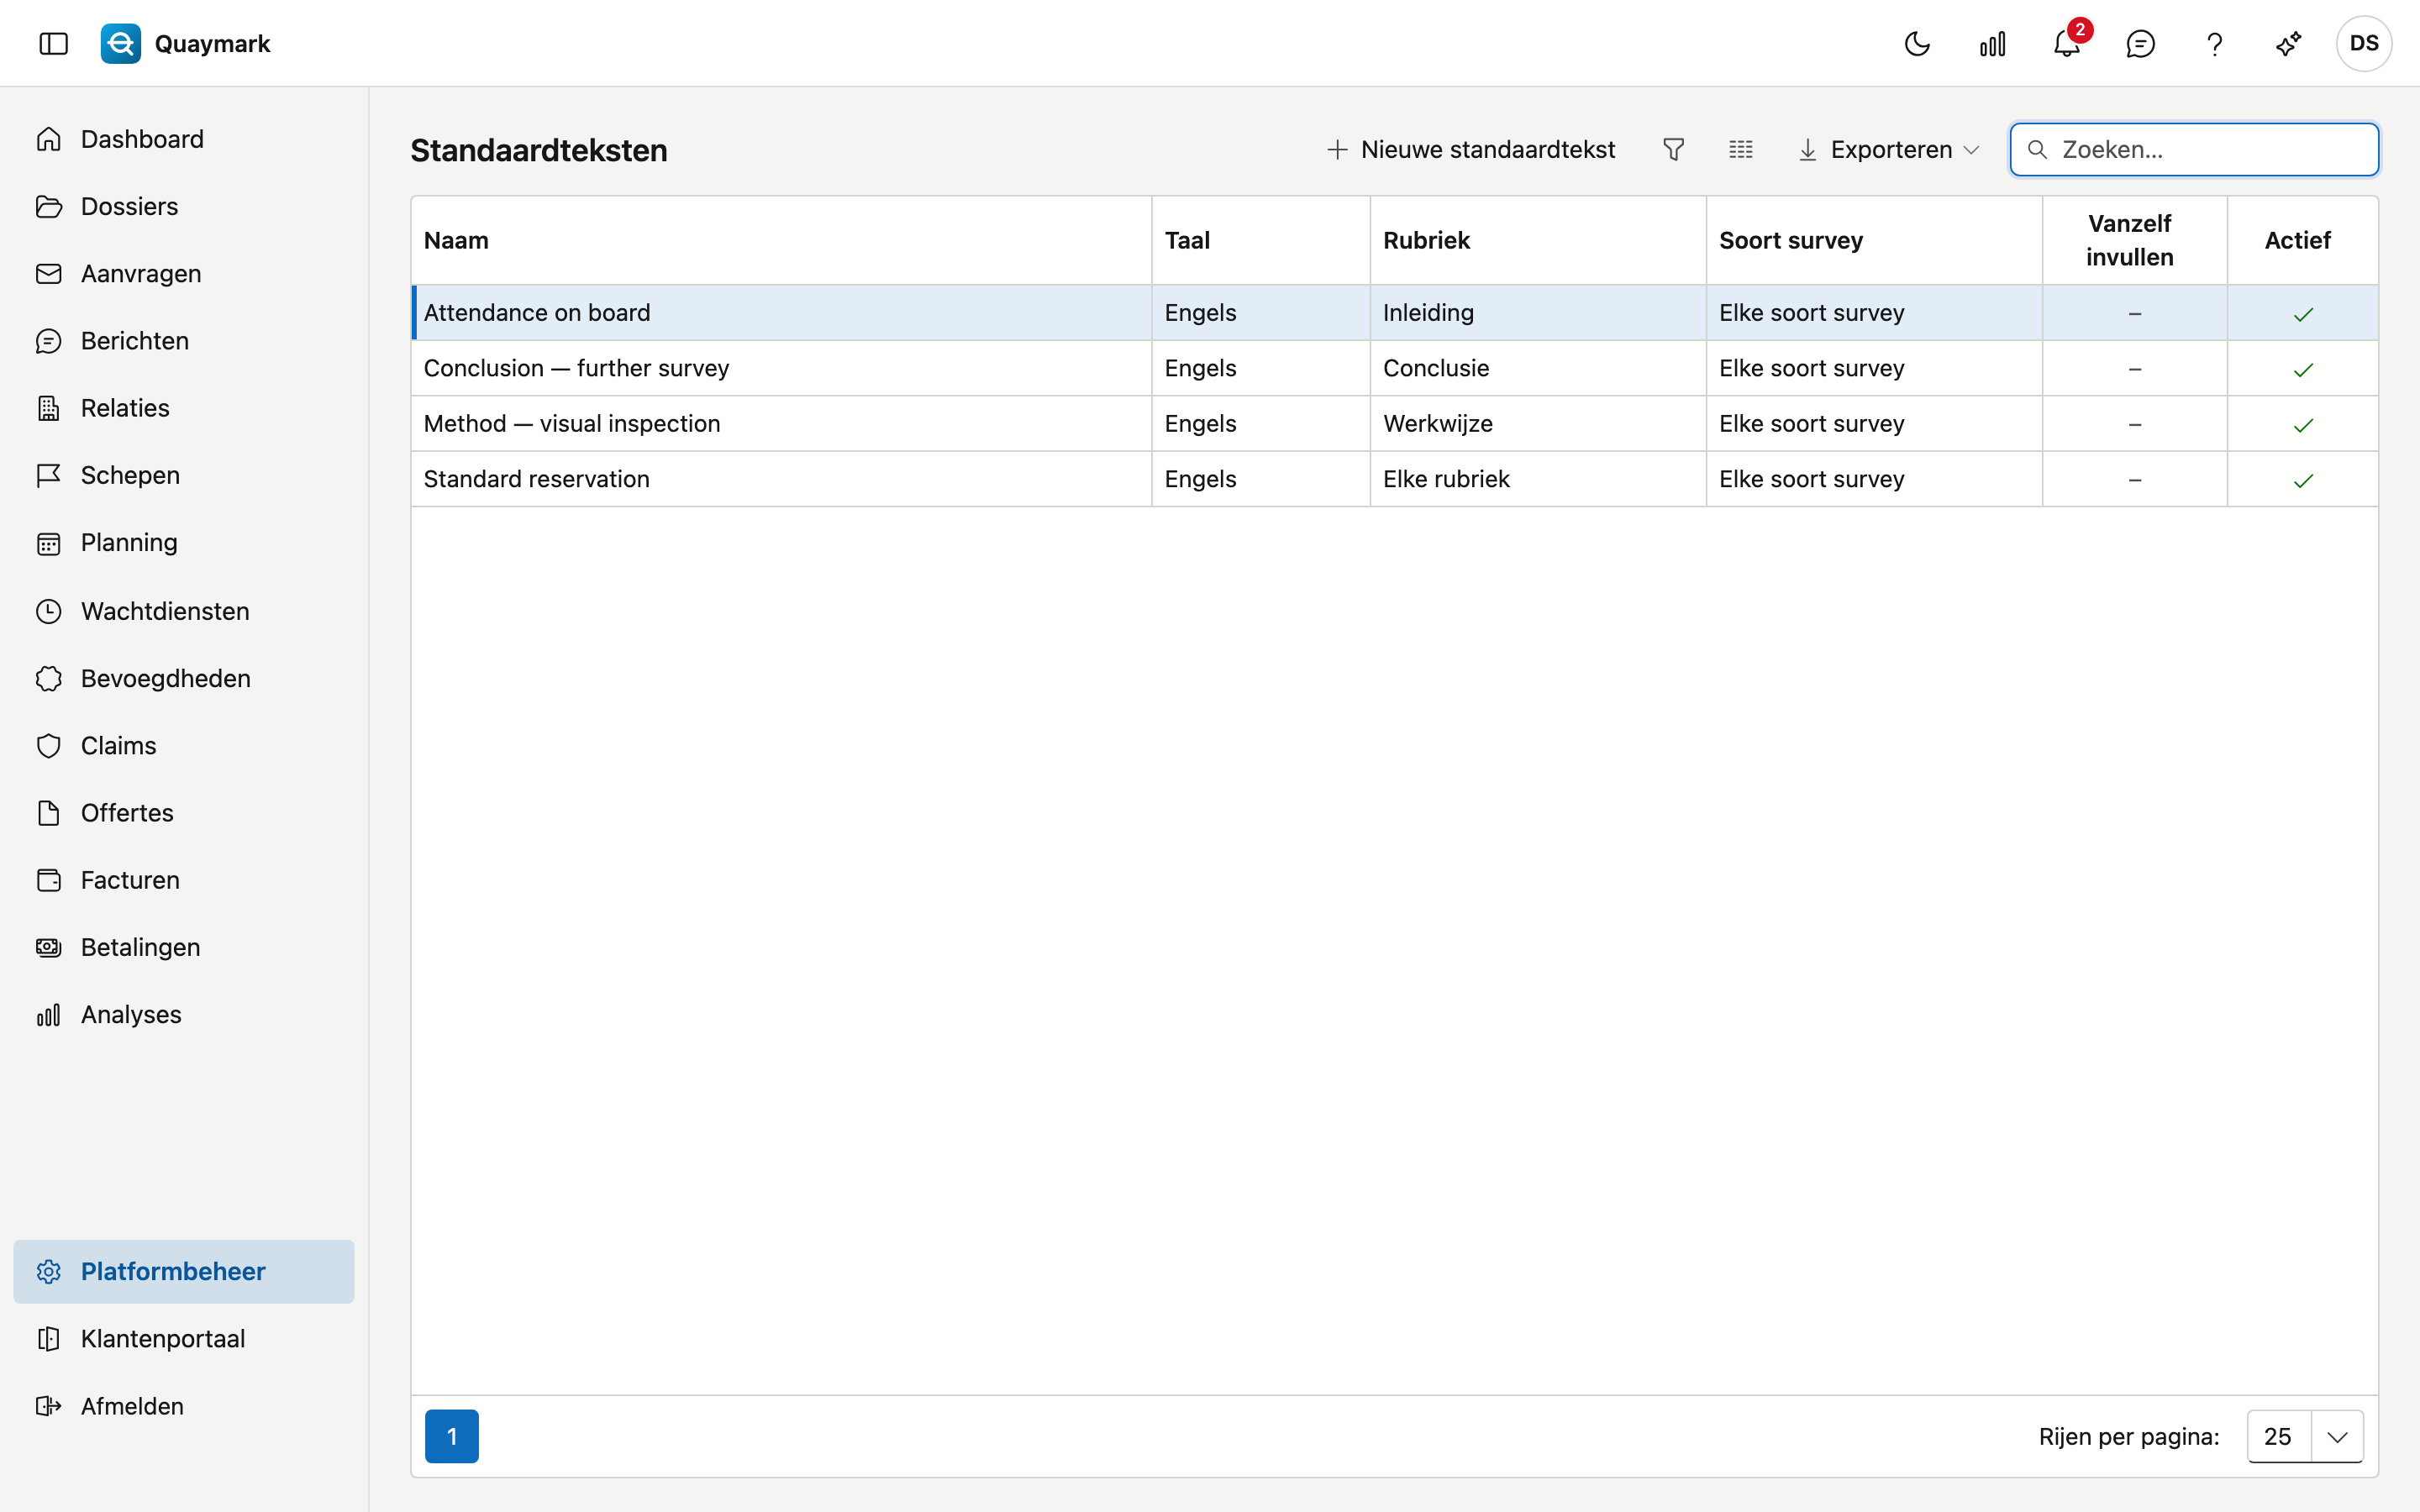 Quaymark
2
DS
Dashboard
Dossiers
Aanvragen
Berichten
Relaties
Schepen
Planning
Wachtdiensten
Bevoegdheden
Claims
Offertes
Facturen
Betalingen
Analyses
Platformbeheer
Klantenportaal
Afmelden
Standaardteksten
Nieuwe standaardtekst
Exporteren
Zoeken...
Naam Taal Rubriek Soort survey Vanzelf invullen Actief
Attendance on board Engels Inleiding Elke soort survey –
Conclusion — further survey Engels Conclusie Elke soort survey –
Method — visual inspection Engels Werkwijze Elke soort survey –
Standard reservation Engels Elke rubriek Elke soort survey –
1
Rijen per pagina: 25